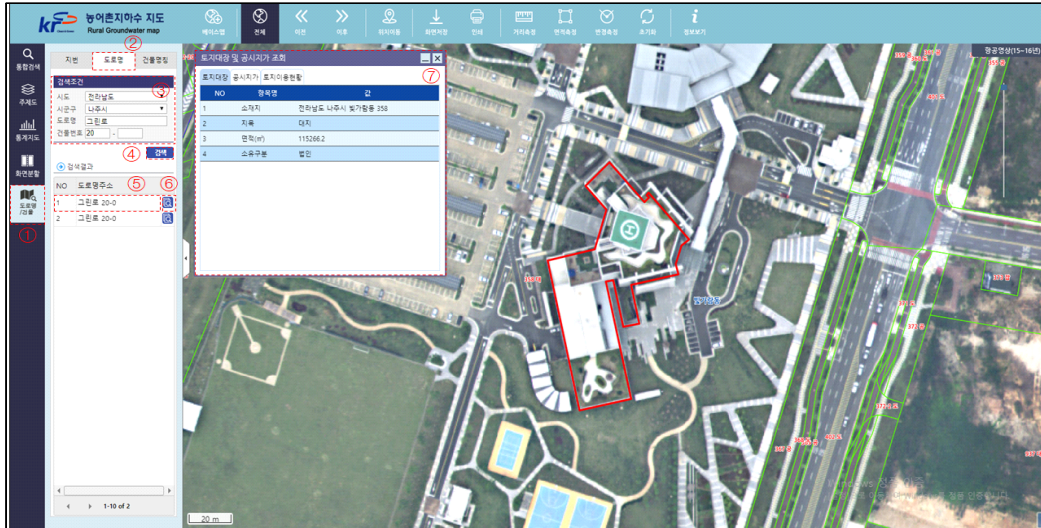 농어촌지하수 지도
Rural Groundwater map
베이스맵
전체
이전
이후
위치이동
화면저장
인쇄
거리측정
면적측정
반경측정
초기화
정보보기
통합검색
주제도
통계지도
화면분할
도로명
/건물
①
②
지번 도로명 건물명칭
검색조건
③
시도 전라남도
시군구 나주시
도로명 그린로
건물번호 20 -
④ 검색
검색결과
NO 도로명주소 ⑤ ⑥
1 그린로 20-0
2 그린로 20-0
1-10 of 2
토지대장 및 공시지가 조회
토지대장 공시지가 토지이용현황 ⑦
NO 항목명 값
1 소재지 전라남도 나주시 빛가람동 358
2 지목 대지
3 면적(㎡) 115266.2
4 소유구분 법인
항공영상(15~16년)
H
빛가람동
20 m